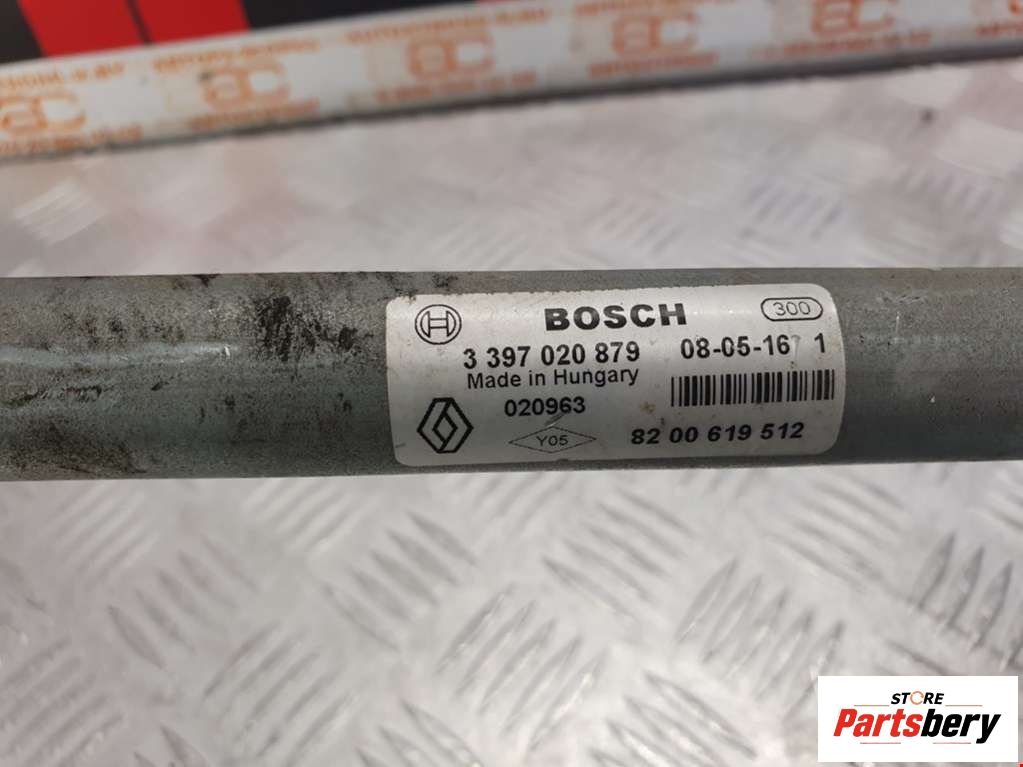 BOSCH 300
3 397 020 879 08-05-16 1
Made in Hungary
020963
Y05 82 00 619 512
STORE
Partsbery